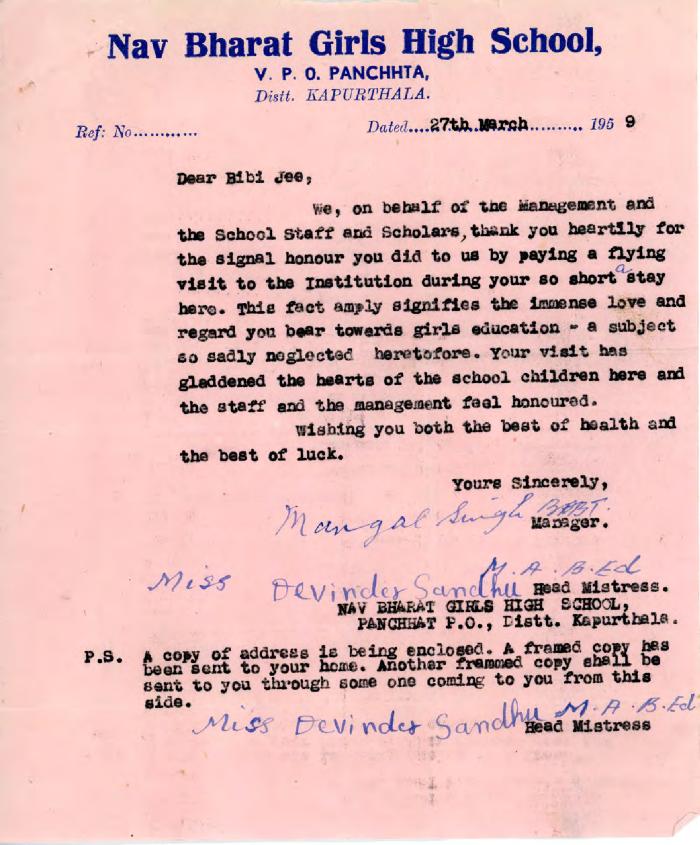 Nav Bharat Girls High School,
V. P. O. PANCHHTA,
Distt. KAPURTHALA.
Ref: No...........
Dated....27th March.......... 1959
Dear Bibi Jee,
We, on behalf of the Management and
the School Staff and Scholars, thank you heartily for
the signal honour you did to us by paying a flying
visit to the Institution during your so short a stay
here. This fact amply signifies the immense love and
regard you bear towards girls education - a subject
so sadly neglected heretofore. Your visit has
gladdened the hearts of the school children here and
the staff and the management feel honoured.
Wishing you both the best of health and
the best of luck.
Yours Sincerely,
Mangal Singh
Manager.
M. A. B. Ed
Miss Devinder Sandhu Head Mistress.
NAV BHARAT GIRLS HIGH SCHOOL,
PANCHHAT P.O., Distt. Kapurthala.
P.S. A copy of address is being enclosed. A framed copy has
been sent to your home. Another frammed copy shall be
sent to you through some one coming to you from this
side.
Miss Devinder Sandhu M. A. B. Ed
Head Mistress